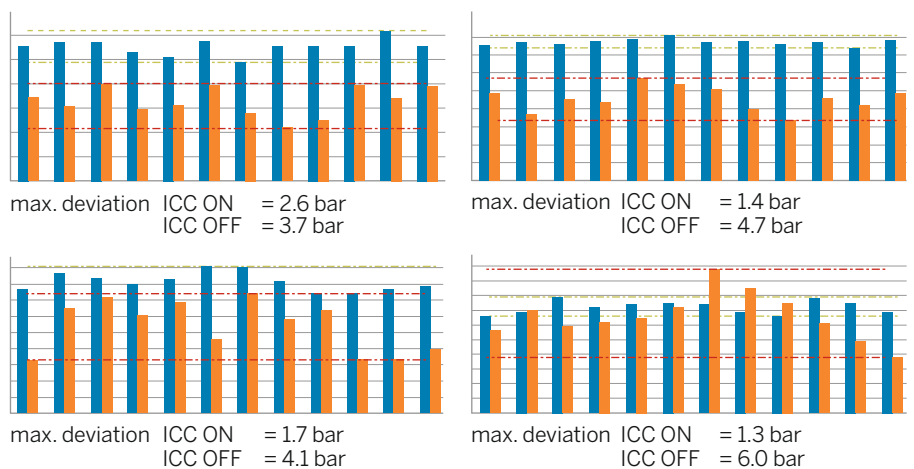 max. deviation ICC ON = 2.6 bar
ICC OFF = 3.7 bar
max. deviation ICC ON = 1.4 bar
ICC OFF = 4.7 bar
max. deviation ICC ON = 1.7 bar
ICC OFF = 4.1 bar
max. deviation ICC ON = 1.3 bar
ICC OFF = 6.0 bar